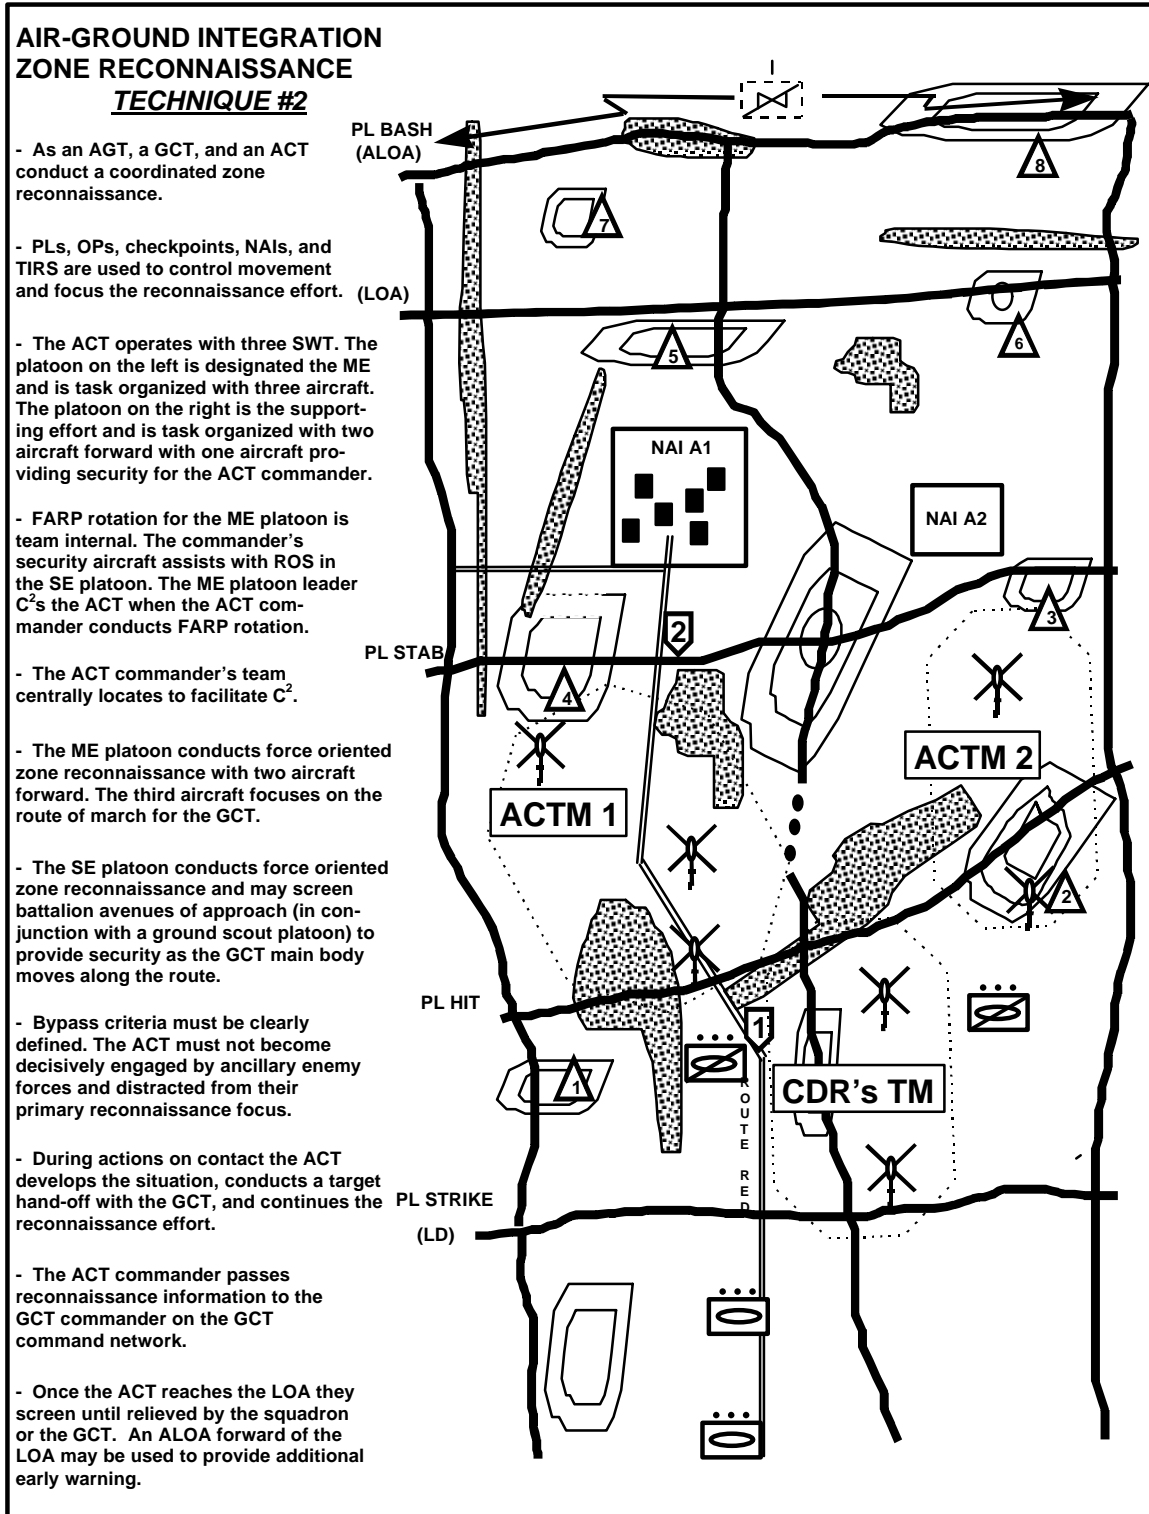 AIR-GROUND INTEGRATION
ZONE RECONNAISSANCE
TECHNIQUE #2
- As an AGT, a GCT, and an ACT
conduct a coordinated zone
reconnaissance.
- PLs, OPs, checkpoints, NAIs, and
TIRS are used to control movement
and focus the reconnaissance effort.
- The ACT operates with three SWT. The
platoon on the left is designated the ME
and is task organized with three aircraft.
The platoon on the right is the support-
ing effort and is task organized with two
aircraft forward with one aircraft pro-
viding security for the ACT commander.
- FARP rotation for the ME platoon is
team internal. The commander's
security aircraft assists with ROS in
the SE platoon. The ME platoon leader
C²s the ACT when the ACT com-
mander conducts FARP rotation.
- The ACT commander's team
centrally locates to facilitate C².
- The ME platoon conducts force oriented
zone reconnaissance with two aircraft
forward. The third aircraft focuses on the
route of march for the GCT.
- The SE platoon conducts force oriented
zone reconnaissance and may screen
battalion avenues of approach (in con-
junction with a ground scout platoon) to
provide security as the GCT main body
moves along the route.
- Bypass criteria must be clearly
defined. The ACT must not become
decisively engaged by ancillary enemy
forces and distracted from their
primary reconnaissance focus.
- During actions on contact the ACT
develops the situation, conducts a target
hand-off with the GCT, and continues the
reconnaissance effort.
- The ACT commander passes
reconnaissance information to the
GCT commander on the GCT
command network.
- Once the ACT reaches the LOA they
screen until relieved by the squadron
or the GCT. An ALOA forward of the
LOA may be used to provide additional
early warning.
I
PL BASH
(ALOA)
8
7
(LOA)
6
5
NAI A1
NAI A2
3
2
PL STAB
4
ACTM 2
ACTM 1
2
PL HIT
1
1
CDR's TM
ROUTE RED
PL STRIKE
(LD)